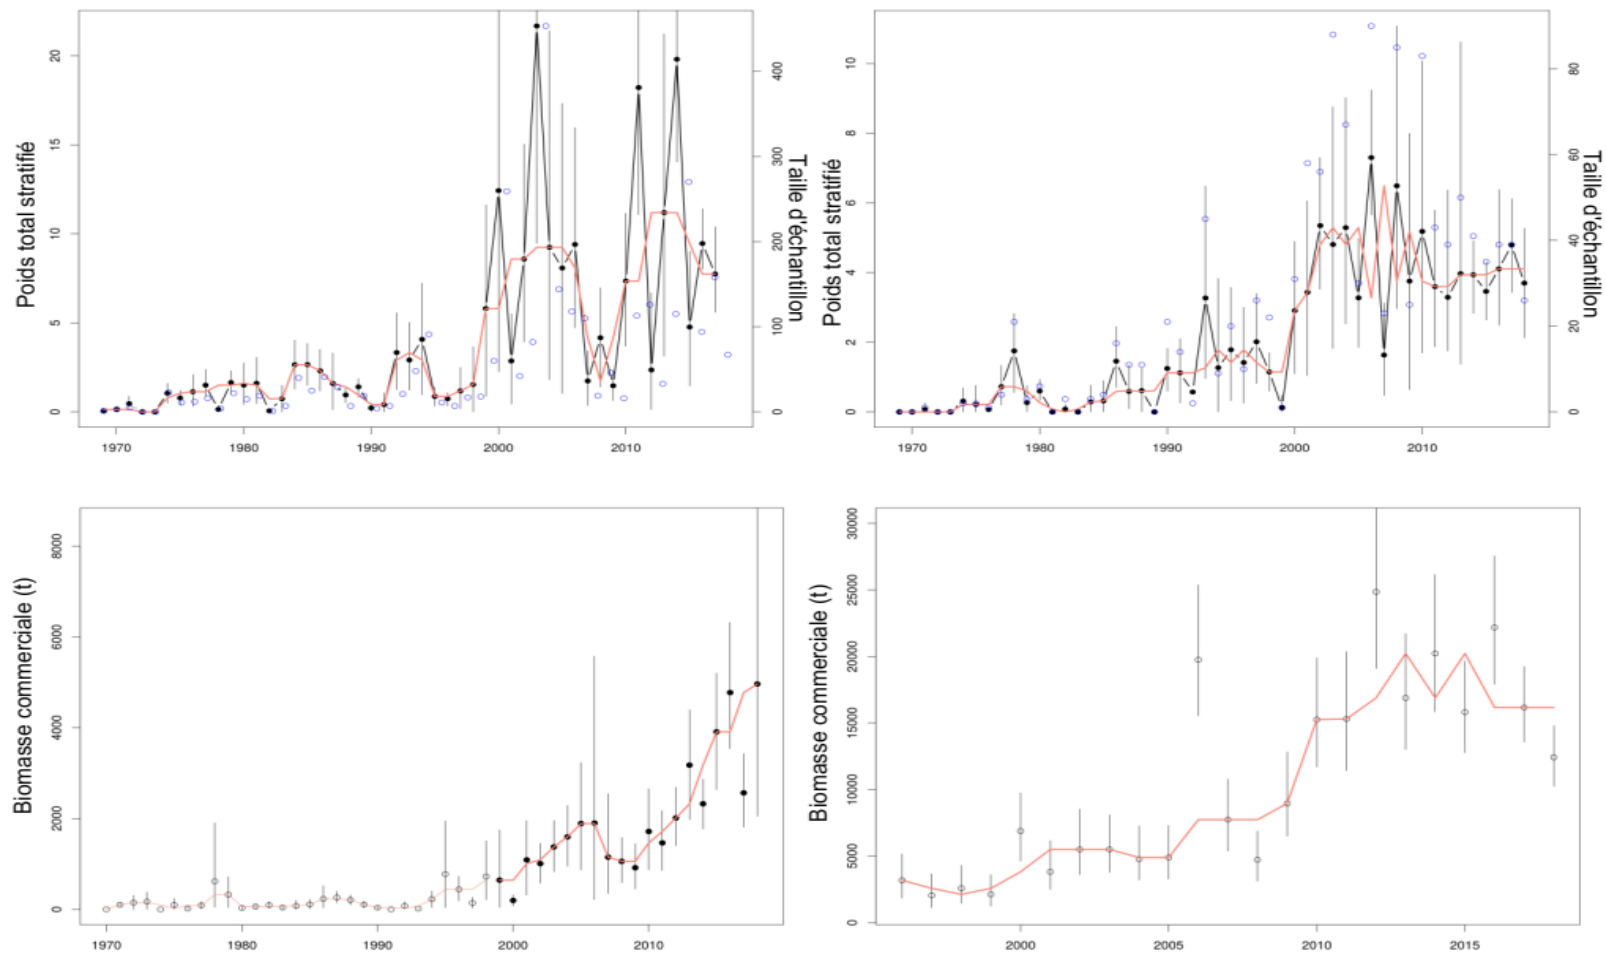 Poids total stratifié
0 5 10 15 20
1970 1980 1990 2000 2010
0 100 200 300 400
Taille d'échantillon
Poids total stratifié
0 2 4 6 8 10
1970 1980 1990 2000 2010
0 20 40 60 80
Taille d'échantillon
Biomasse commerciale (t)
0 2000 4000 6000 8000
1970 1980 1990 2000 2010
Biomasse commerciale (t)
0 5000 10000 15000 20000 25000 30000
2000 2005 2010 2015